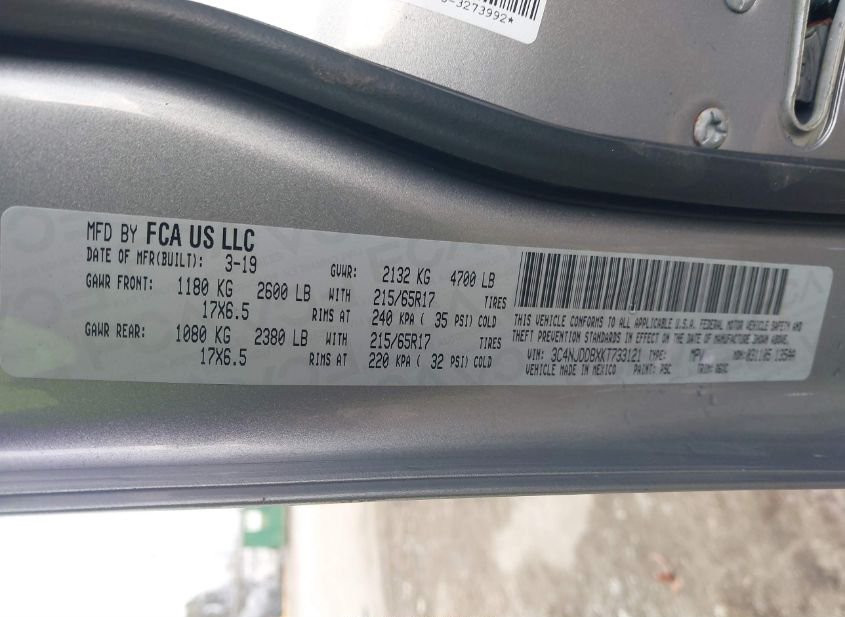 -3273992*
MFD BY FCA US LLC
DATE OF MFR(BUILT): 3-19 GVWR: 2132 KG 4700 LB
GAWR FRONT: 1180 KG 2600 LB WITH 215/65R17 TIRES
17X6.5 RIMS AT 240 KPA ( 35 PSI) COLD
GAWR REAR: 1080 KG 2380 LB WITH 215/65R17 TIRES
17X6.5 RIMS AT 220 KPA ( 32 PSI) COLD
THIS VEHICLE CONFORMS TO ALL APPLICABLE U.S.A. FEDERAL MOTOR VEHICLE SAFETY AND
THEFT PREVENTION STANDARDS IN EFFECT ON THE DATE OF MANUFACTURE SHOWN ABOVE.
VIN: 3C4NJDDBXKT733121 TYPE: MPV MDH: 031105 135AA
VEHICLE MADE IN MEXICO PAINT: PSC TRIM: